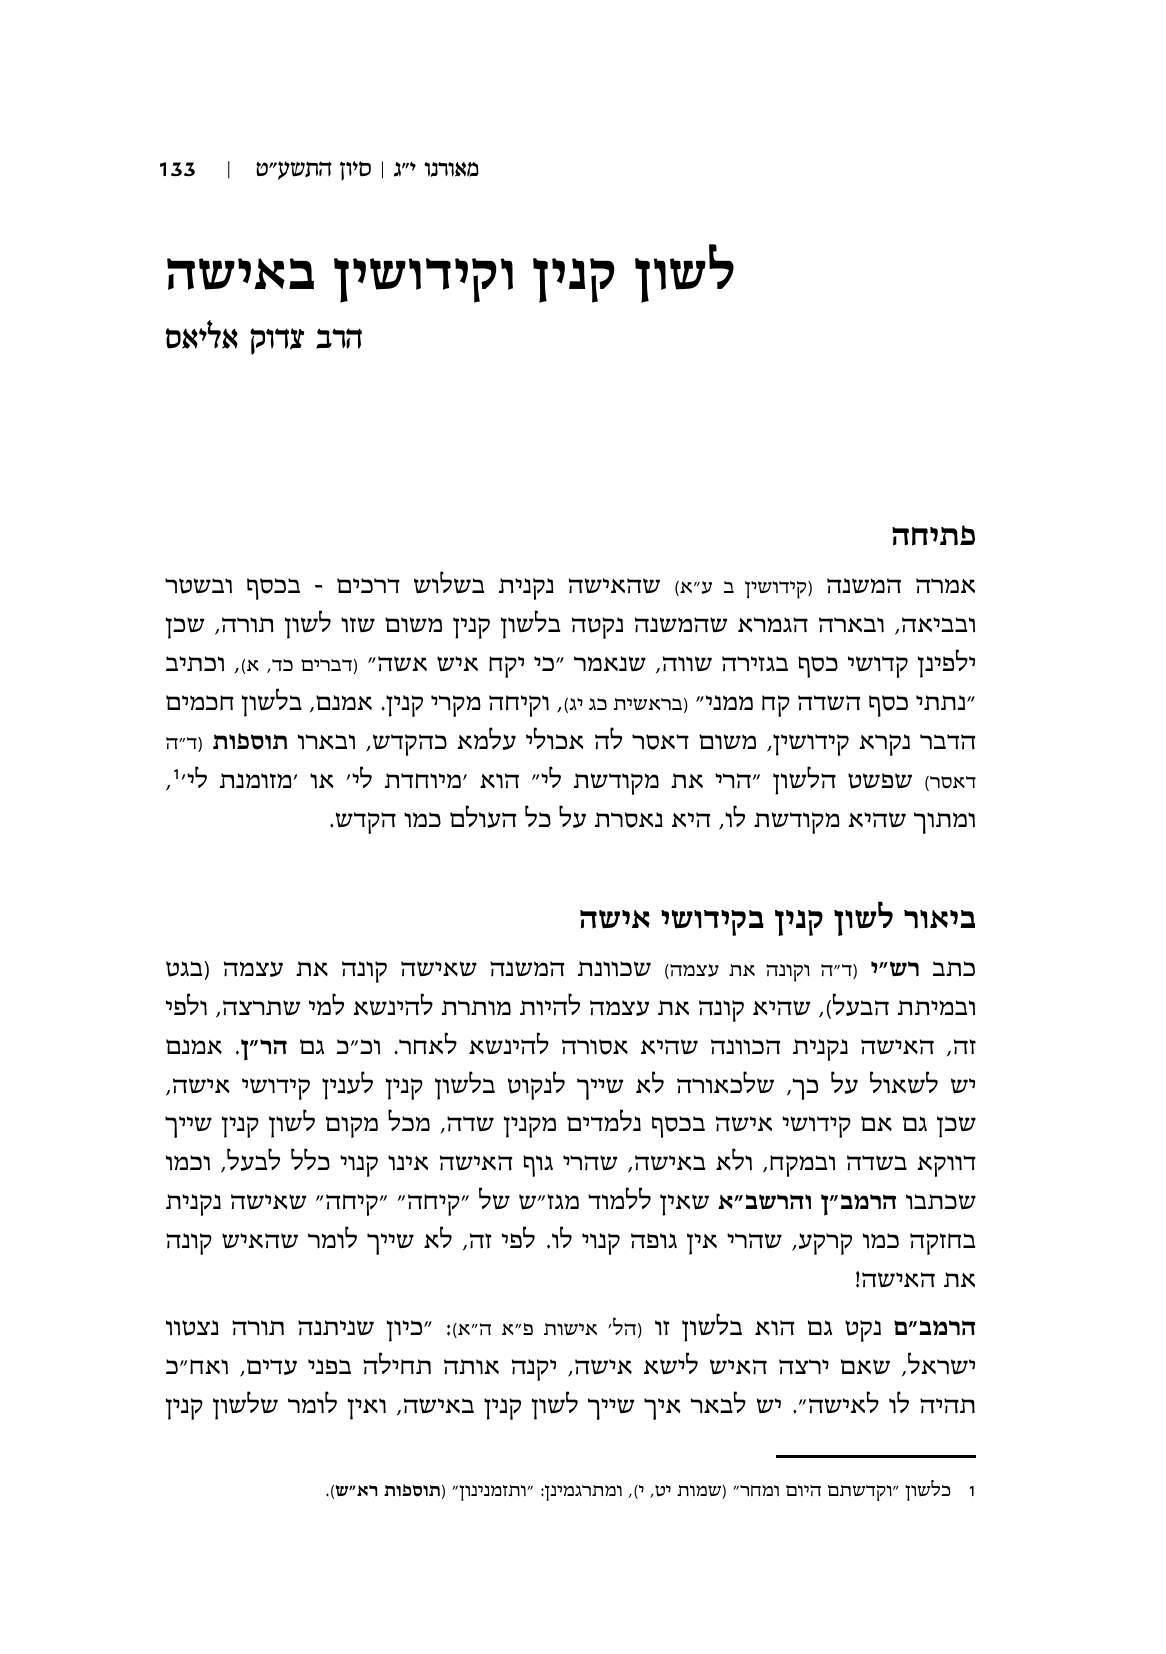 מאורנו י״ג | סיון התשע״ט | 133
לשון קנין וקידושין באישה
הרב צדוק אליאס
פתיחה
אמרה המשנה (קידושין ב ע״א) שהאישה נקנית בשלוש דרכים - בכסף ובשטר
ובביאה, ובארה הגמרא שהמשנה נקטה בלשון קנין משום שזו לשון תורה, שכן
ילפינן קדושי כסף בגזירה שווה, שנאמר ״כי יקח איש אשה״ (דברים כד, א), וכתיב
״נתתי כסף השדה קח ממני״ (בראשית כג יג), וקיחה מקרי קנין. אמנם, בלשון חכמים
הדבר נקרא קידושין, משום דאסר לה אכולי עלמא כהקדש, ובארו תוספות (ד״ה
דאסר) שפשט הלשון ״הרי את מקודשת לי״ הוא ׳מיוחדת לי׳ או ׳מזומנת לי׳1,
ומתוך שהיא מקודשת לו, היא נאסרת על כל העולם כמו הקדש.
ביאור לשון קנין בקידושי אישה
כתב רש״י (ד״ה וקונה את עצמה) שכוונת המשנה שאישה קונה את עצמה (בגט
ובמיתת הבעל), שהיא קונה את עצמה להיות מותרת להינשא למי שתרצה, ולפי
זה, האישה נקנית הכוונה שהיא אסורה להינשא לאחר. וכ״כ גם הר״ן. אמנם
יש לשאול על כך, שלכאורה לא שייך לנקוט בלשון קנין לענין קידושי אישה,
שכן גם אם קידושי אישה בכסף נלמדים מקנין שדה, מכל מקום לשון קנין שייך
דווקא בשדה ובמקח, ולא באישה, שהרי גוף האישה אינו קנוי כלל לבעל, וכמו
שכתבו הרמב״ן והרשב״א שאין ללמוד מגז״ש של ״קיחה״ ״קיחה״ שאישה נקנית
בחזקה כמו קרקע, שהרי אין גופה קנוי לו. לפי זה, לא שייך לומר שהאיש קונה
את האישה!
הרמב״ם נקט גם הוא בלשון זו (הל׳ אישות פ״א ה״א): ״כיון שניתנה תורה נצטוו
ישראל, שאם ירצה האיש לישא אישה, יקנה אותה תחילה בפני עדים, ואח״כ
תהיה לו לאישה״. יש לבאר איך שייך לשון קנין באישה, ואין לומר שלשון קנין
1 כלשון ״וקדשתם היום ומחר״ (שמות יט, י), ומתרגמינן: ״ותזמנינון״ (תוספות רא״ש).